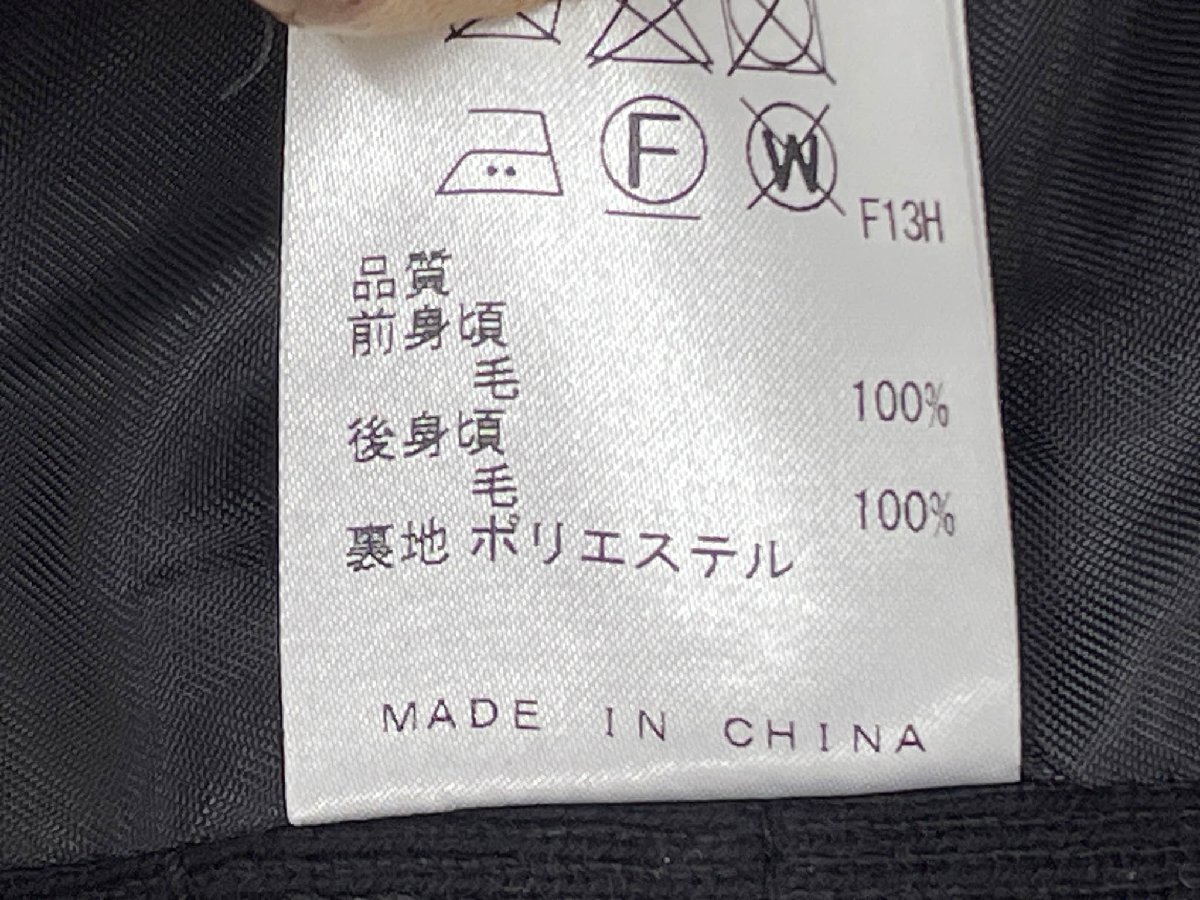 F
W
F13H
品質
前身頃
毛 100%
後身頃
毛 100%
裏地 ポリエステル
MADE IN CHINA